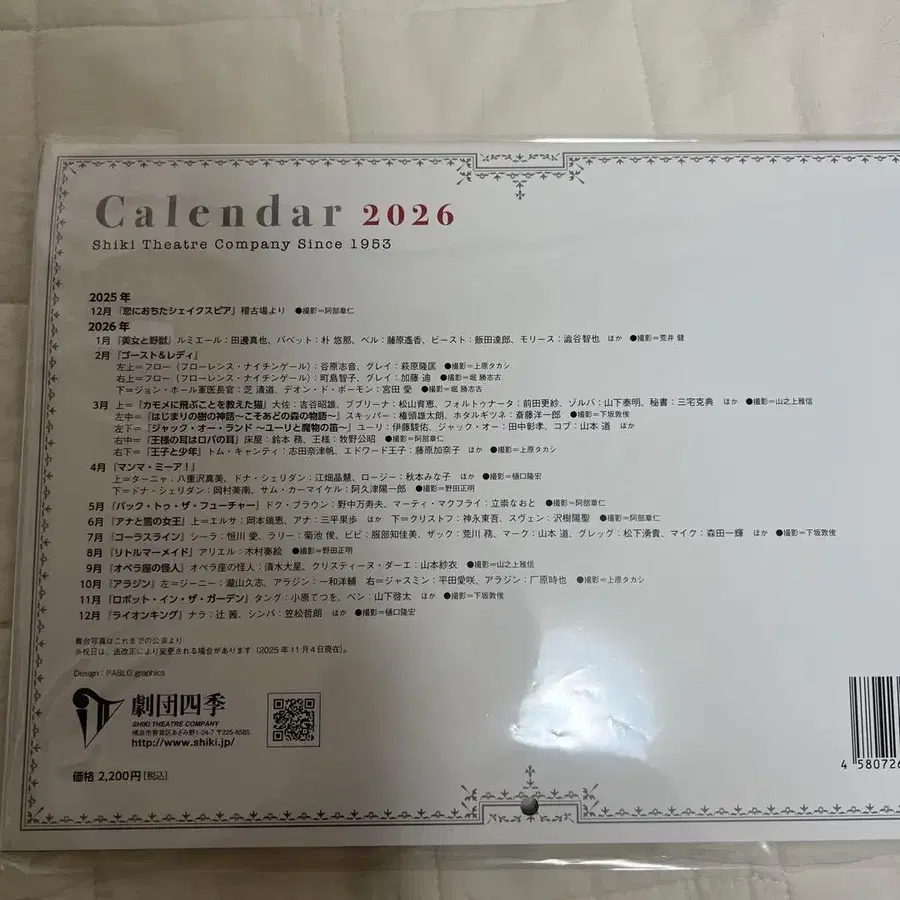 Calendar 2026
Shiki Theatre Company Since 1953
2025年
12月『恋におちたシェイクスピア』稽古場より ●撮影=阿部章仁
2026年
1月『美女と野獣』ルミエール:田邊真也、バベット:朴 悠那、ベル:藤原遙香、ビースト:飯田達郎、モリース:澁谷智也 ほか ●撮影=荒井 健
2月『ゴースト&レディ』
左上=フロー(フローレンス・ナイチンゲール):谷原志音、グレイ:萩原隆匡 ●撮影=上原タカシ
右上=フロー(フローレンス・ナイチンゲール):町島智子、グレイ:加藤 迪 ●撮影=堀 勝志古
下=ジョン・ホール軍医長官:芝 清道、デオン・ド・ボーモン:宮田 愛 ●撮影=堀 勝志古
3月 上=『カモメに飛ぶことを教えた猫』大佐:吉谷昭雄、ブブリーナ:松山育恵、フォルトゥナータ:前田更紗、ゾルバ:山下泰明、秘書:三宅克典 ほか ●撮影=山之上雅信
左中=『はじまりの樹の神話〜こそあどの森の物語〜』スキッパー:権頭雄太朗、ホタルギツネ:斎藤洋一郎 ●撮影=下坂敦俊
左下=『ジャック・オー・ランド 〜ユーリと魔物の笛〜』ユーリ:伊藤駿佑、ジャック・オー:田中彰孝、コブ:山本 道 ほか
右中=『王様の耳はロバの耳』床屋:鈴本 務、王様:牧野公昭 ●撮影=阿部章仁
右下=『王子と少年』トム・キャンティ:志田奈津帆、エドワード王子:藤原加奈子 ほか ●撮影=上原タカシ
4月『マンマ・ミーア!』
上=ターニャ:八重沢真美、ドナ・シェリダン:江畑晶慧、ロージー:秋本みな子 ほか ●撮影=樋口隆宏
下=ドナ・シェリダン:岡村美南、サム・カーマイケル:阿久津陽一郎 ●撮影=野田正明
5月『バック・トゥ・ザ・フューチャー』ドク・ブラウン:野中万寿夫、マーティ・マクフライ:立崇なおと ●撮影=阿部章仁
6月『アナと雪の女王』上=エルサ:岡本瑞恵、アナ:三平果歩 ほか 下=クリストフ:神永東吾、スヴェン:沢樹陽聖 ●撮影=阿部章仁
7月『コーラスライン』シーラ:恒川 愛、ラリー:菊池 俊、ビビ:服部知佳美、ザック:荒川 務、マーク:山本 道、グレッグ:松下湧貴、マイク:森田一輝 ほか ●撮影=下坂敦俊
8月『リトルマーメイド』アリエル:木村奏絵 ●撮影=野田正明
9月『オペラ座の怪人』オペラ座の怪人:清水大星、クリスティーヌ・ダーエ:山本紗衣 ●撮影=山之上雅信
10月『アラジン』左=ジーニー:瀧山久志、アラジン:一和洋輔 右=ジャスミン:平田愛咲、アラジン:厂原時也 ●撮影=上原タカシ
11月『ロボット・イン・ザ・ガーデン』タング:小原てつを、ベン:山下啓太 ほか ●撮影=下坂敦俊
12月『ライオンキング』ナラ:辻 茜、シンバ:笠松哲朗 ほか ●撮影=樋口隆宏
舞台写真はこれまでの公演より
※祝日は、法改正により変更される場合があります(2025年11月4日現在)。
Design:PABLO graphics
劇団四季
SHIKI THEATRE COMPANY
横浜市青葉区あざみ野1-24-7 〒225-8585
http://www.shiki.jp/
価格 2,200円[税込]
4 580726